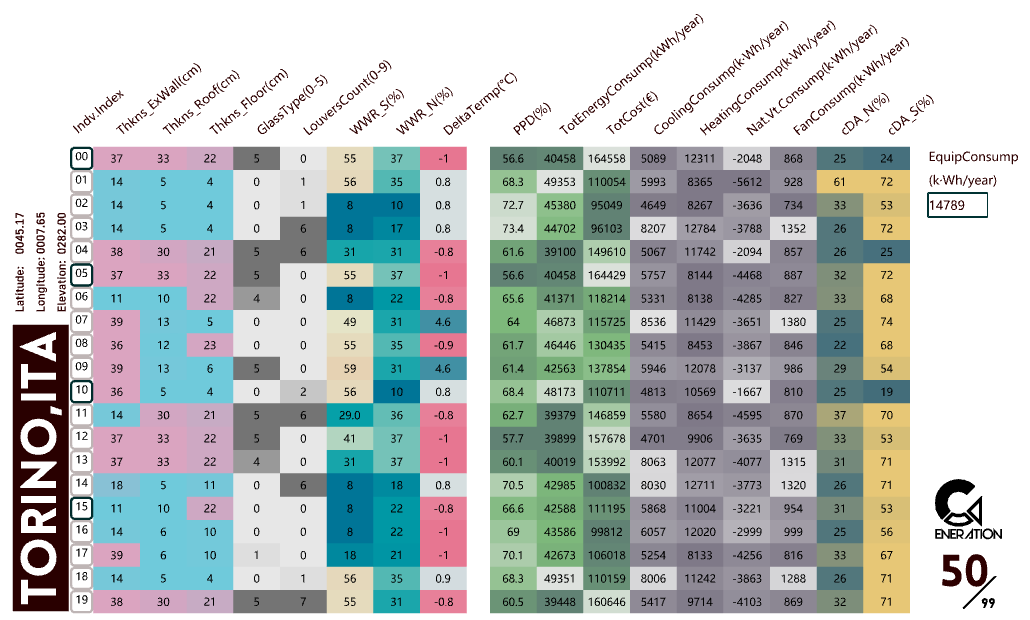 Indv.Index Thkns_ExWall(cm) Thkns_Roof(cm) Thkns_Floor(cm) GlassType(0-5) LouversCount(0-9) WWR_S(%) WWR_N(%) DeltaTermp(°C) PPD(%) TotEnergyConsump(kWh/year) TotCost(€) CoolingConsump(k·Wh/year) HeatingConsump(k·Wh/year) Nat.Vt.Consump(k·Wh/year) FanConsump(k·Wh/year) cDA_N(%) cDA_S(%)
00 37 33 22 5 0 55 37 -1 56.6 40458 164558 5089 12311 -2048 868 25 24
01 14 5 4 0 1 56 35 0.8 68.3 49353 110054 5993 8365 -5612 928 61 72
02 14 5 4 0 1 8 10 0.8 72.7 45380 95049 4649 8267 -3636 734 33 53
03 14 5 4 0 6 8 17 0.8 73.4 44702 96103 8207 12784 -3788 1352 26 72
04 38 30 21 5 6 31 31 -0.8 61.6 39100 149610 5067 11742 -2094 857 26 25
05 37 33 22 5 0 55 37 -1 56.6 40458 164429 5757 8144 -4468 887 32 72
06 11 10 22 4 0 8 22 -0.8 65.6 41371 118214 5331 8138 -4285 827 33 68
07 39 13 5 0 0 49 31 4.6 64 46873 115725 8536 11429 -3651 1380 25 74
08 36 12 23 0 0 55 35 -0.9 61.7 46446 130435 5415 8453 -3867 846 22 68
09 39 13 6 5 0 59 31 4.6 61.4 42563 137854 5946 12078 -3137 986 29 54
10 36 5 4 0 2 56 10 0.8 68.4 48173 110711 4813 10569 -1667 810 25 19
11 14 30 21 5 6 29.0 36 -0.8 62.7 39379 146859 5580 8654 -4595 870 37 70
12 37 33 22 5 0 41 37 -1 57.7 39899 157678 4701 9906 -3635 769 33 53
13 37 33 22 4 0 31 37 -1 60.1 40019 153992 8063 12077 -4077 1315 31 71
14 18 5 11 0 6 8 18 0.8 70.5 42985 100832 8030 12711 -3773 1320 26 71
15 11 10 22 0 0 8 22 -0.8 66.6 42588 111195 5868 11004 -3221 954 31 53
16 14 6 10 0 0 8 22 -1 69 43586 99812 6057 12020 -2999 999 25 56
17 39 6 10 1 0 18 21 -1 70.1 42673 106018 5254 8133 -4256 816 33 67
18 14 5 4 0 1 56 35 0.9 68.3 49351 110159 8006 11242 -3863 1288 26 71
19 38 30 21 5 7 55 31 -0.8 60.5 39448 160646 5417 9714 -4103 869 32 71
EquipConsump
(k·Wh/year)
14789
Latitude: 0045.17
Longitude: 0007.65
Elevation: 0282.00
TORINO,ITA
ENERATION
50/99